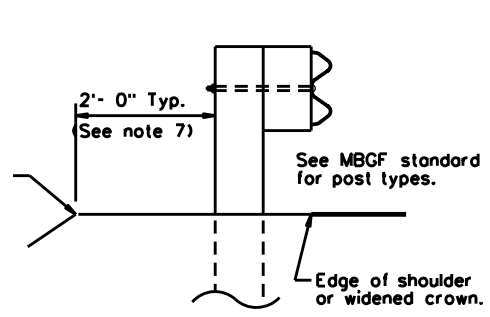 2'- 0" Typ.
(See note 7)
See MBGF standard
for post types.
Edge of shoulder
or widened crown.